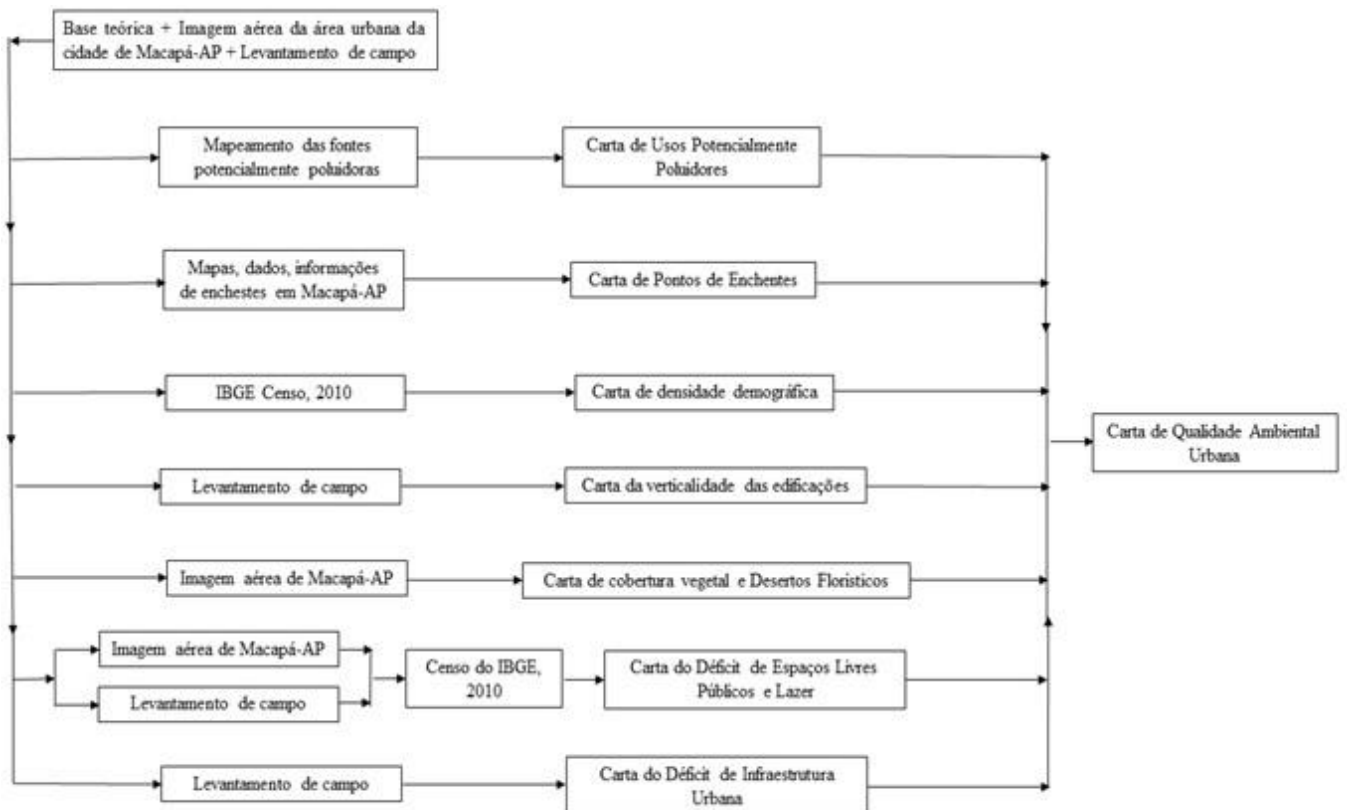 Base teórica + Imagem aérea da área urbana da
cidade de Macapá-AP + Levantamento de campo
Mapeamento das fontes
potencialmente poluidoras
Carta de Usos Potencialmente
Poluidores
Mapas, dados, informações
de enchestes em Macapá-AP
Carta de Pontos de Enchentes
IBGE Censo, 2010
Carta de densidade demográfica
Carta de Qualidade Ambiental
Urbana
Levantamento de campo
Carta da verticalidade das edificações
Imagem aérea de Macapá-AP
Carta de cobertura vegetal e Desertos Floristicos
Imagem aérea de Macapá-AP
Levantamento de campo
Censo do IBGE,
2010
Carta do Déficit de Espaços Livres
Públicos e Lazer
Levantamento de campo
Carta do Déficit de Infraestrutura
Urbana